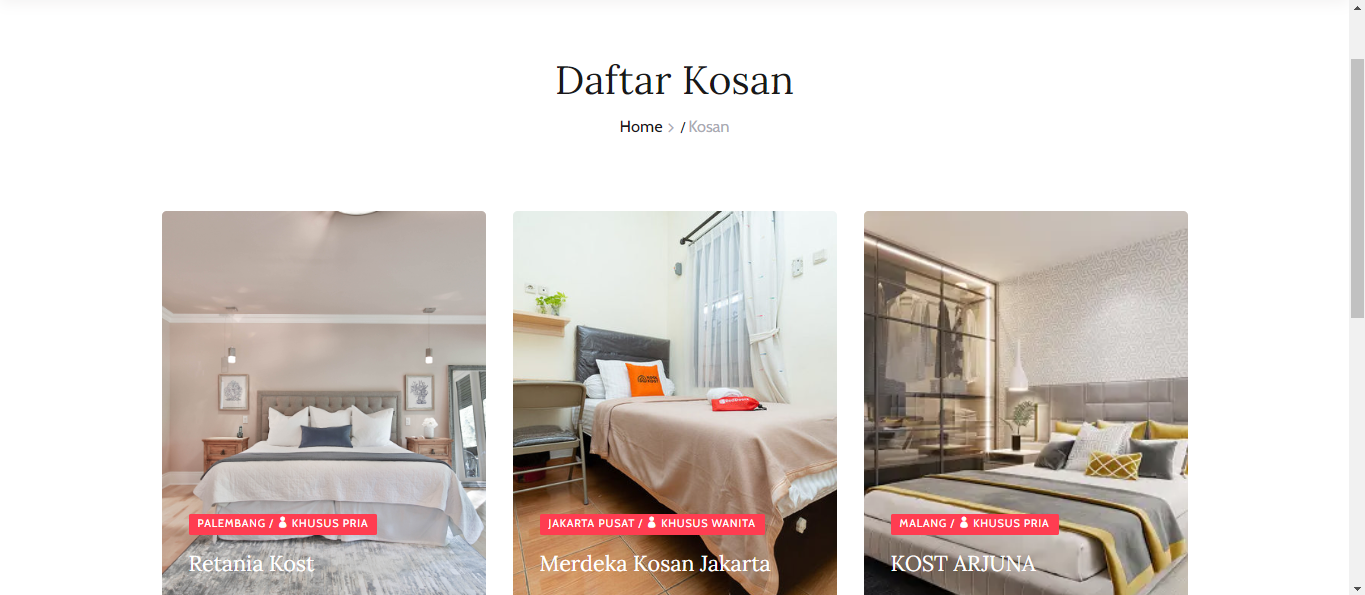 Daftar Kosan
Home > / Kosan
PALEMBANG / KHUSUS PRIA
Retania Kost
JAKARTA PUSAT / KHUSUS WANITA
Merdeka Kosan Jakarta
MALANG / KHUSUS PRIA
KOST ARJUNA